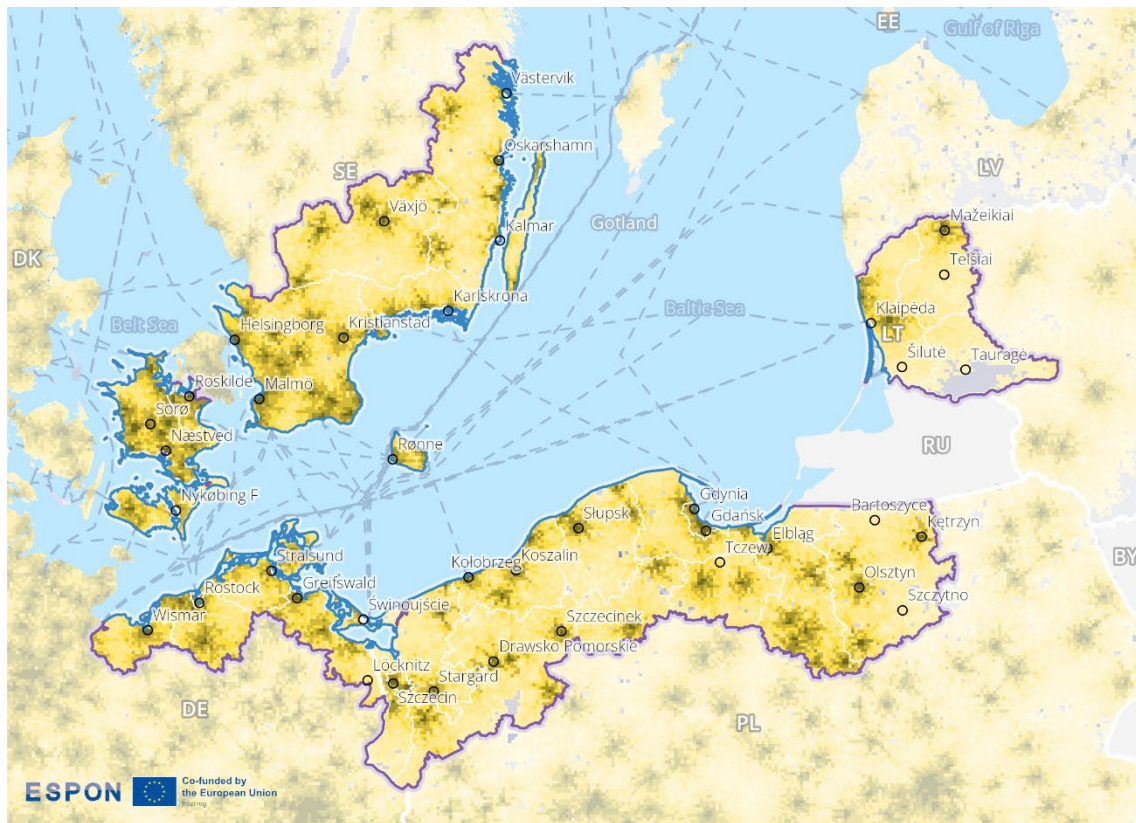 EE
Gulf of Riga
Västervik
Oskarshamn
SE
LV
Växjö
Gotland
Mažeikiai
Kalmar
DK
Telšiai
Karlskrona
Baltic Sea
Klaipėda
Belt Sea
Helsingborg
Kristianstad
LT
Šilutė
Tauragė
Roskilde
Malmö
Sorø
Næstved
Rønne
RU
Nykøbing F
Gdynia
Bartoszyce
Słupsk
Gdańsk
Kętrzyn
Elbląg
Tczew
BY
Stralsund
Kołobrzeg
Koszalin
Rostock
Greifswald
Olsztyn
Wismar
Świnoujście
Szczytno
Szczecinek
Drawsko Pomorskie
Löcknitz
Stargard
Szczecin
DE
PL
ESPON
Co-funded by
the European Union
Interreg